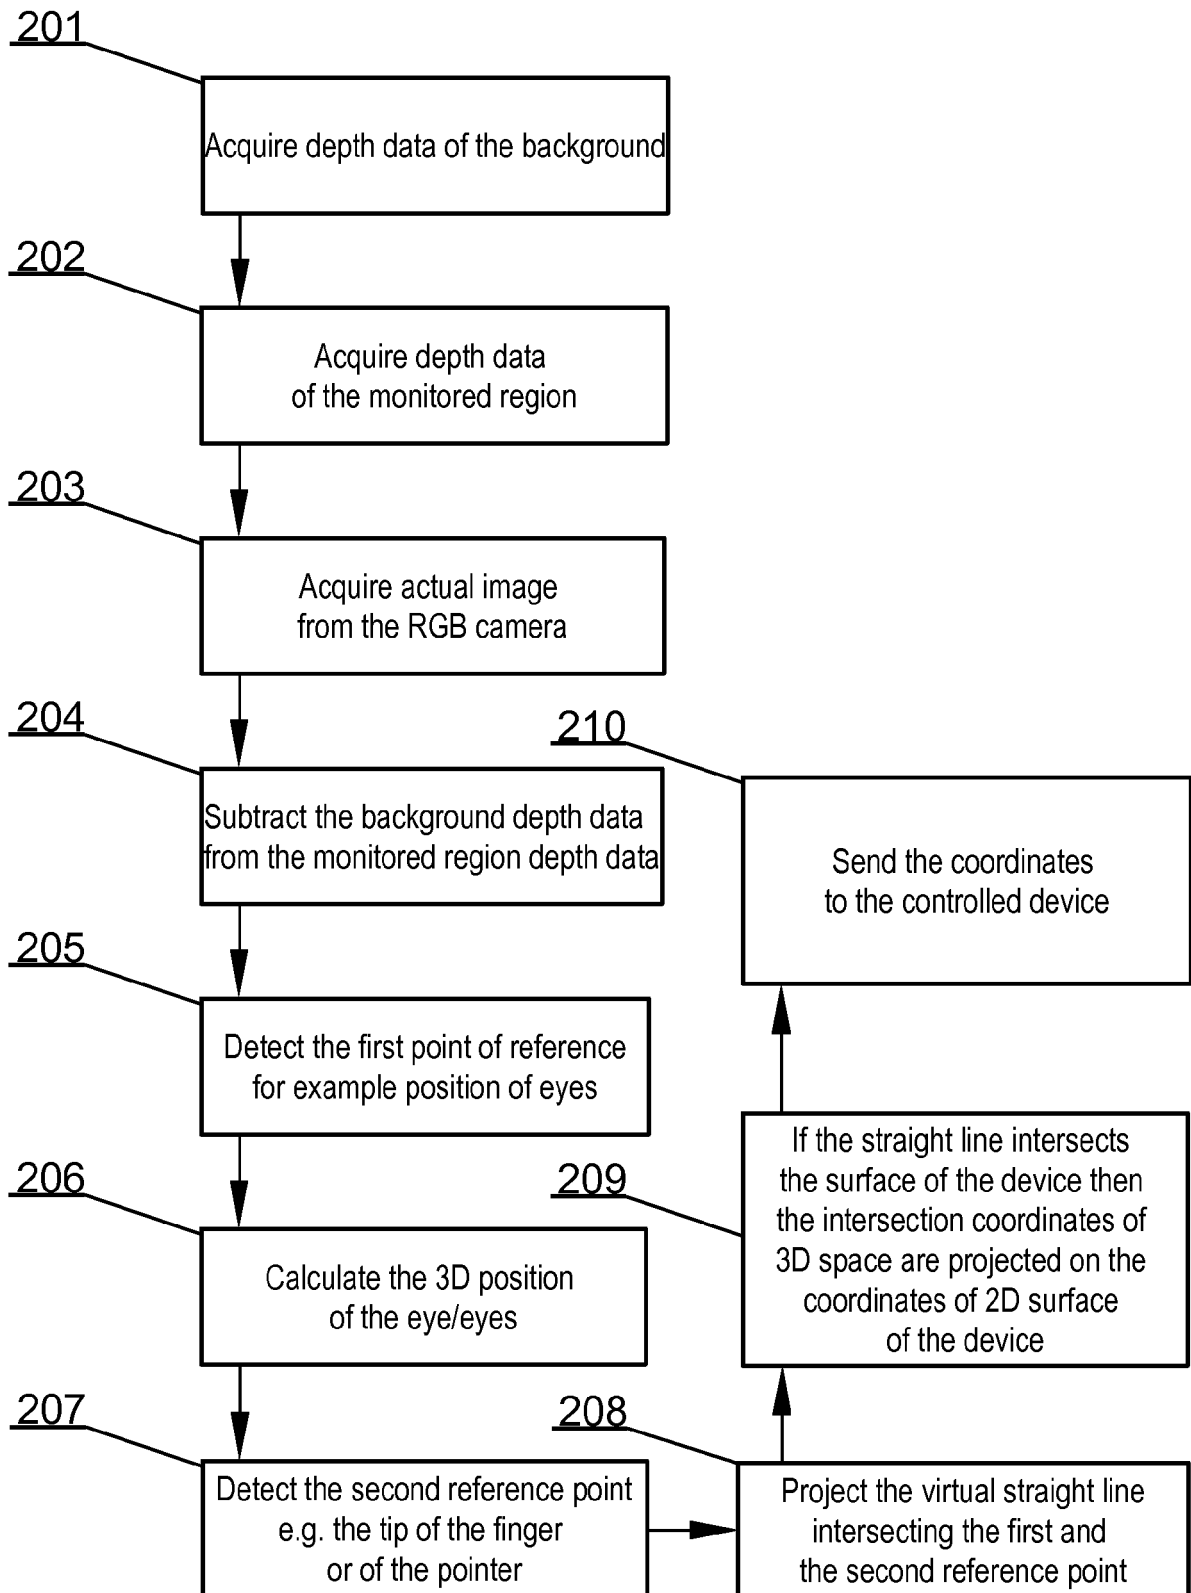 201
Acquire depth data of the background
202
Acquire depth data
of the monitored region
203
Acquire actual image
from the RGB camera
204
Subtract the background depth data
from the monitored region depth data
205
Detect the first point of reference
for example position of eyes
206
Calculate the 3D position
of the eye/eyes
207
Detect the second reference point
e.g. the tip of the finger
or of the pointer
208
Project the virtual straight line
intersecting the first and
the second reference point
209
If the straight line intersects
the surface of the device then
the intersection coordinates of
3D space are projected on the
coordinates of 2D surface
of the device
210
Send the coordinates
to the controlled device